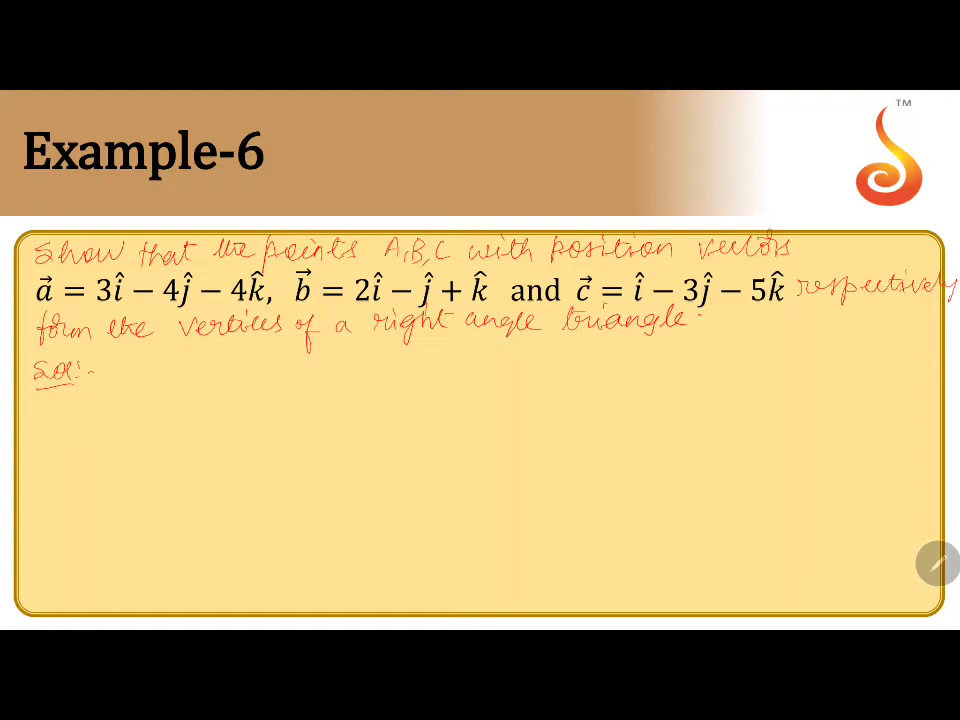 TM
Example-6
Show that the points A,B,C with position vectors
a⃗ = 3î − 4ĵ − 4k̂, b⃗ = 2î − ĵ + k̂ and c⃗ = î − 3ĵ − 5k̂ respectively
form the vertices of a right angle triangle.
Sol:-